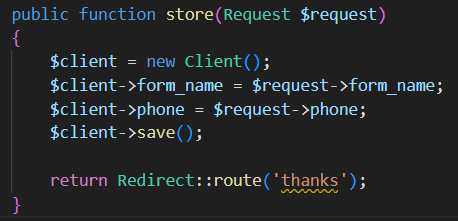 public function store(Request $request)
{
    $client = new Client();
    $client->form_name = $request->form_name;
    $client->phone = $request->phone;
    $client->save();

    return Redirect::route('thanks');
}